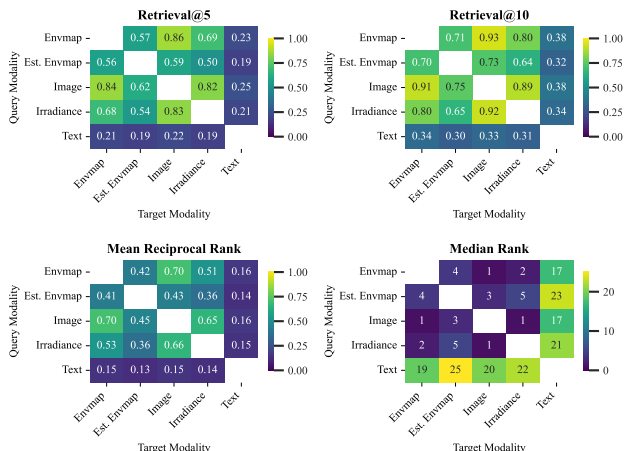 Retrieval@5
Envmap 0.57 0.86 0.69 0.23 1.00
Est. Envmap 0.56 0.59 0.50 0.19 0.75
Image 0.84 0.62 0.82 0.25 0.50
Irradiance 0.68 0.54 0.83 0.21 0.25
Text 0.21 0.19 0.22 0.19 0.00
Query Modality
Envmap Est. Envmap Image Irradiance Text
Target Modality
Retrieval@10
Envmap 0.71 0.93 0.80 0.38 1.00
Est. Envmap 0.70 0.73 0.64 0.32 0.75
Image 0.91 0.75 0.89 0.38 0.50
Irradiance 0.80 0.65 0.92 0.34 0.25
Text 0.34 0.30 0.33 0.31 0.00
Query Modality
Envmap Est. Envmap Image Irradiance Text
Target Modality
Mean Reciprocal Rank
Envmap 0.42 0.70 0.51 0.16 1.00
Est. Envmap 0.41 0.43 0.36 0.14 0.75
Image 0.70 0.45 0.65 0.16 0.50
Irradiance 0.53 0.36 0.66 0.15 0.25
Text 0.15 0.13 0.15 0.14 0.00
Query Modality
Envmap Est. Envmap Image Irradiance Text
Target Modality
Median Rank
Envmap 4 1 2 17
Est. Envmap 4 3 5 23 20
Image 1 3 1 17
Irradiance 2 5 1 21 10
Text 19 25 20 22 0
Query Modality
Envmap Est. Envmap Image Irradiance Text
Target Modality